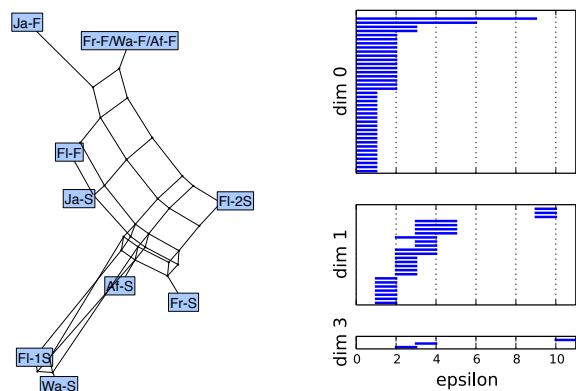 Ja-F
Fr-F/Wa-F/Af-F
Fl-F
Ja-S
Fl-2S
Af-S
Fr-S
Fl-1S
Wa-S
dim 0
dim 1
dim 3
0 2 4 6 8 10
epsilon